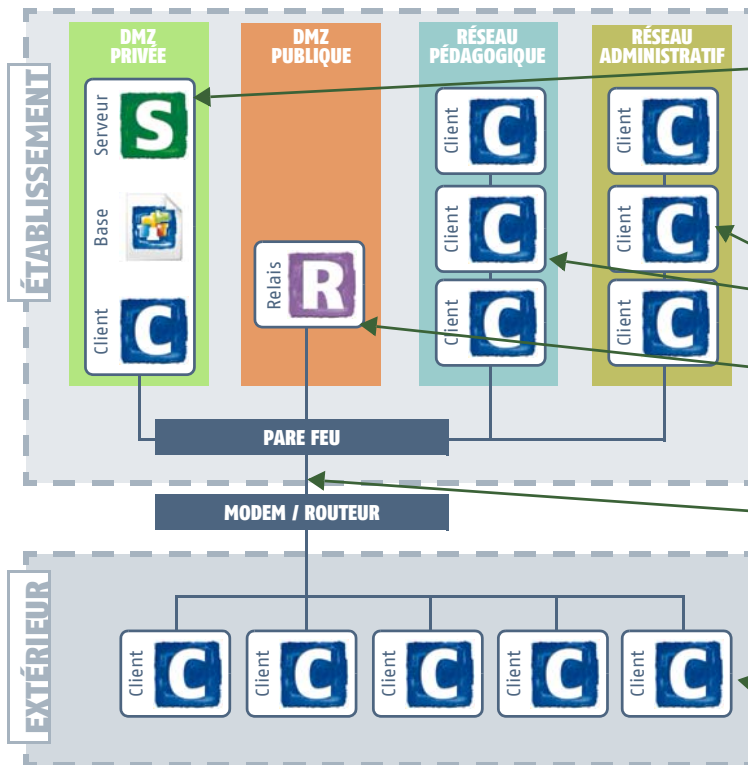 ÉTABLISSEMENT
DMZ
PRIVÉE
Serveur
S
Base
Client
C
DMZ
PUBLIQUE
Relais
R
RÉSEAU
PÉDAGOGIQUE
Client
C
Client
C
Client
C
RÉSEAU
ADMINISTRATIF
Client
C
Client
C
Client
C
PARE FEU
MODEM / ROUTEUR
EXTÉRIEUR
Client
C
Client
C
Client
C
Client
C
Client
C